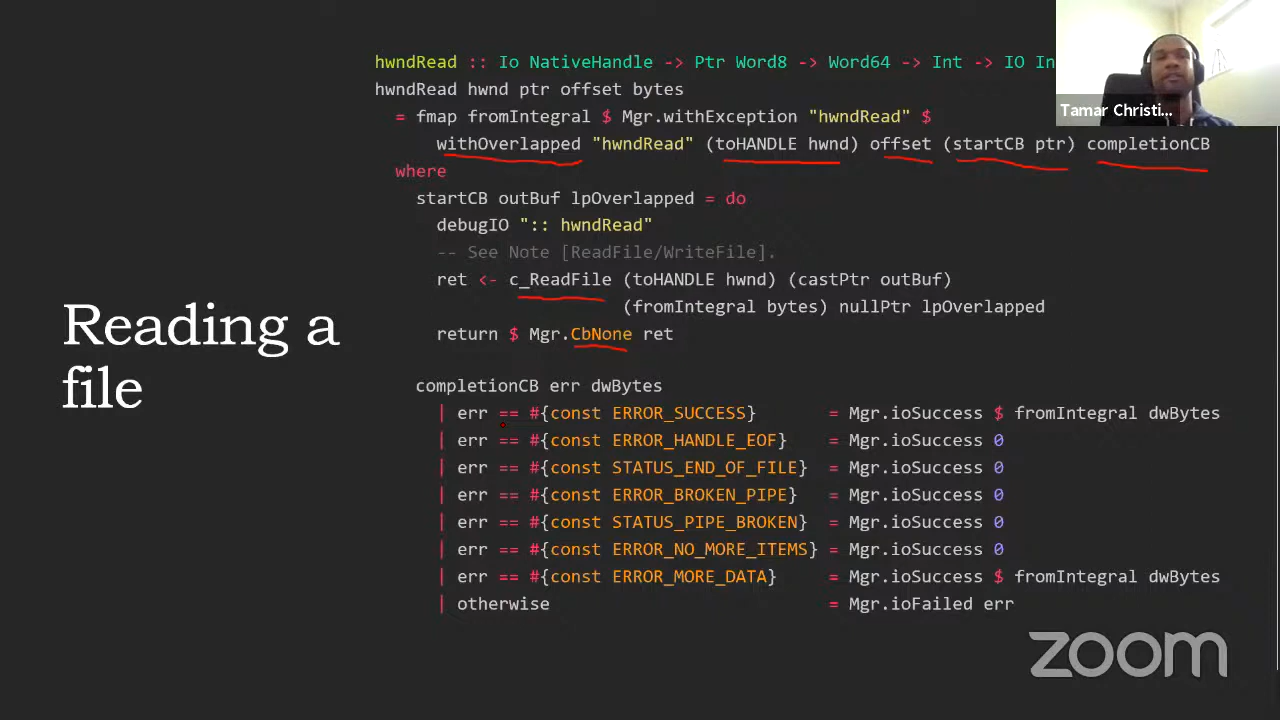 Reading a
file
hwndRead :: Io NativeHandle -> Ptr Word8 -> Word64 -> Int -> IO In
hwndRead hwnd ptr offset bytes
= fmap fromIntegral $ Mgr.withException "hwndRead" $
withOverlapped "hwndRead" (toHANDLE hwnd) offset (startCB ptr) completionCB
where
startCB outBuf lpOverlapped = do
debugIO ":: hwndRead"
-- See Note [ReadFile/WriteFile].
ret <- c_ReadFile (toHANDLE hwnd) (castPtr outBuf)
(fromIntegral bytes) nullPtr lpOverlapped
return $ Mgr.CbNone ret
completionCB err dwBytes
| err == #{const ERROR_SUCCESS} = Mgr.ioSuccess $ fromIntegral dwBytes
| err == #{const ERROR_HANDLE_EOF} = Mgr.ioSuccess 0
| err == #{const STATUS_END_OF_FILE} = Mgr.ioSuccess 0
| err == #{const ERROR_BROKEN_PIPE} = Mgr.ioSuccess 0
| err == #{const STATUS_PIPE_BROKEN} = Mgr.ioSuccess 0
| err == #{const ERROR_NO_MORE_ITEMS} = Mgr.ioSuccess 0
| err == #{const ERROR_MORE_DATA} = Mgr.ioSuccess $ fromIntegral dwBytes
| otherwise = Mgr.ioFailed err
Tamar Christi...
zoom